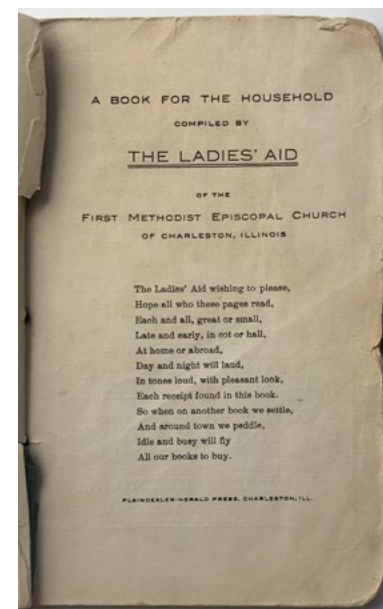 A BOOK FOR THE HOUSEHOLD
COMPILED BY
THE LADIES' AID
OF THE
FIRST METHODIST EPISCOPAL CHURCH
OF CHARLESTON, ILLINOIS
The Ladies' Aid wishing to please,
Hope all who these pages read,
Each and all, great or small,
Late and early, in cot or hall,
At home or abroad,
Day and night will laud,
In tones loud, with pleasant look,
Each receipt found in this book.
So when on another book we settle,
And around town we peddle,
Idle and busy will fly
All our books to buy.
PLAINDEALER-HERALD PRESS, CHARLESTON, ILL.